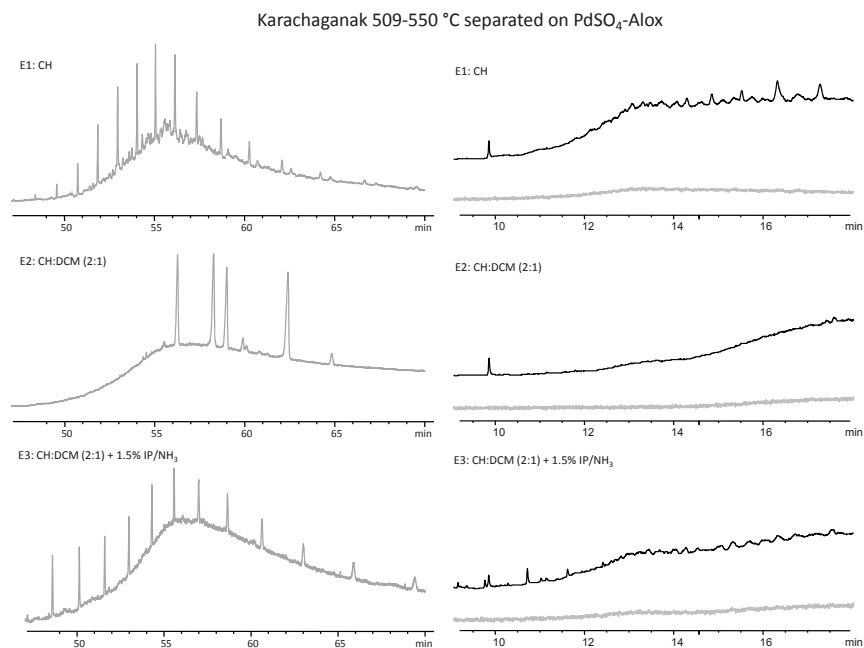 Karachaganak 509-550 °C separated on PdSO₄-Alox
E1: CH
50 55 60 65 min
E1: CH
10 12 14 16 min
E2: CH:DCM (2:1)
50 55 60 65 min
E2: CH:DCM (2:1)
10 12 14 16 min
E3: CH:DCM (2:1) + 1.5% IP/NH₃
50 55 60 65 min
E3: CH:DCM (2:1) + 1.5% IP/NH₃
10 12 14 16 min